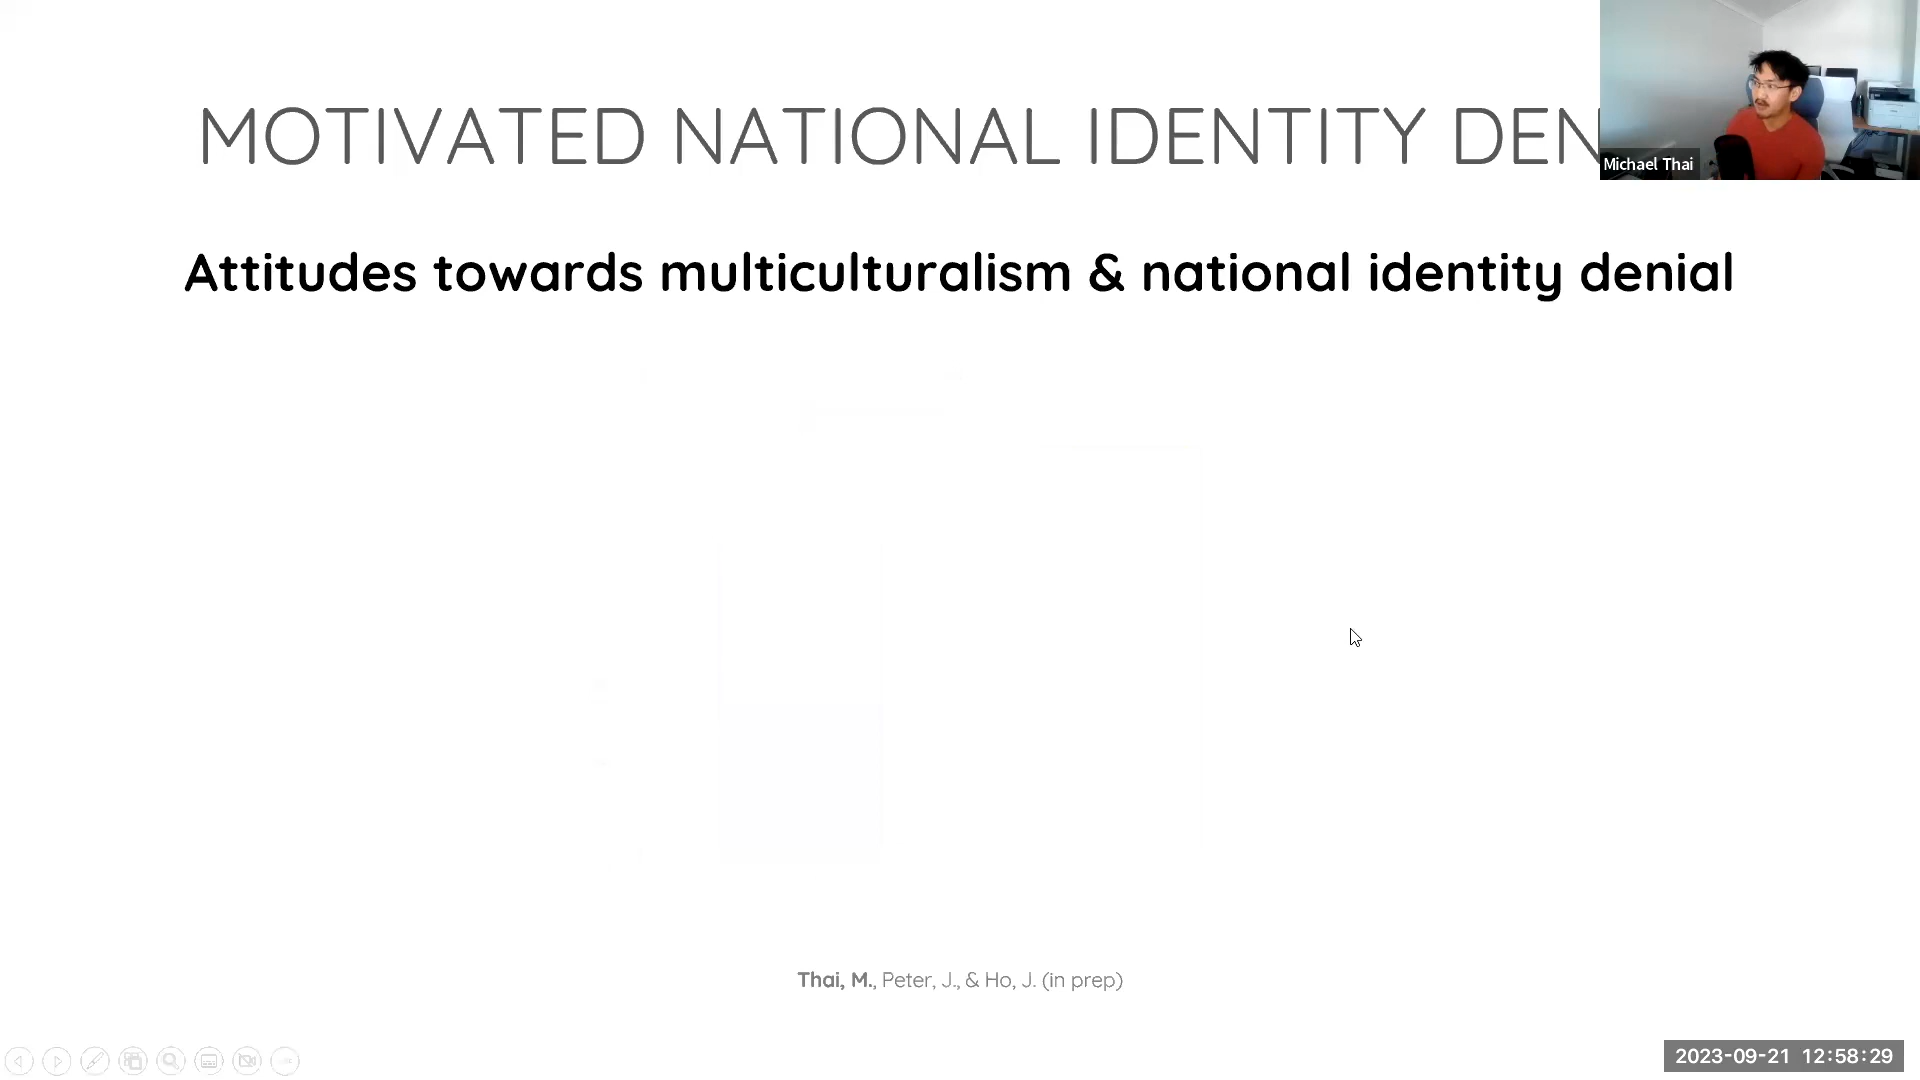 MOTIVATED NATIONAL IDENTITY DEN
Michael Thai
Attitudes towards multiculturalism & national identity denial
Thai, M., Peter, J., & Ho, J. (in prep)
2023-09-21 12:58:29